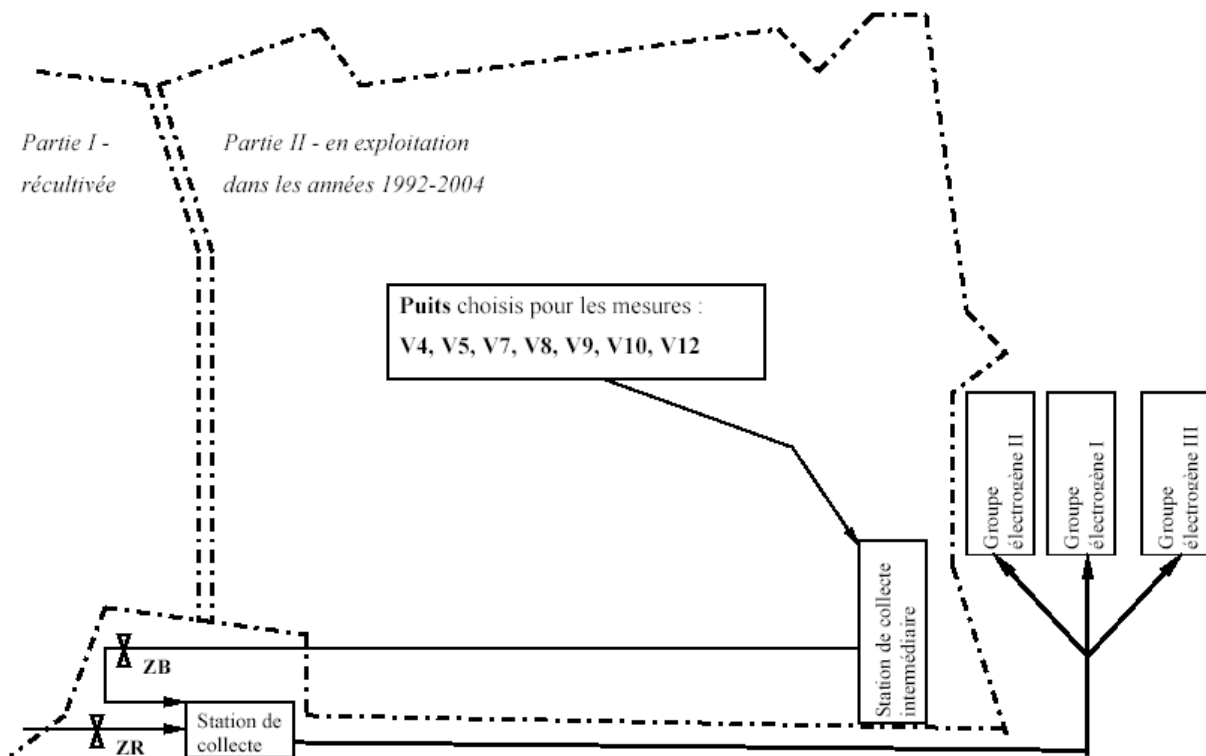 Partie I -
récultivée
Partie II - en exploitation
dans les années 1992-2004
Puits choisis pour les mesures :
V4, V5, V7, V8, V9, V10, V12
Groupe
électrogène II
Groupe
électrogène I
Groupe
électrogène III
Station de collecte
intermédiaire
ZB
ZR
Station de
collecte